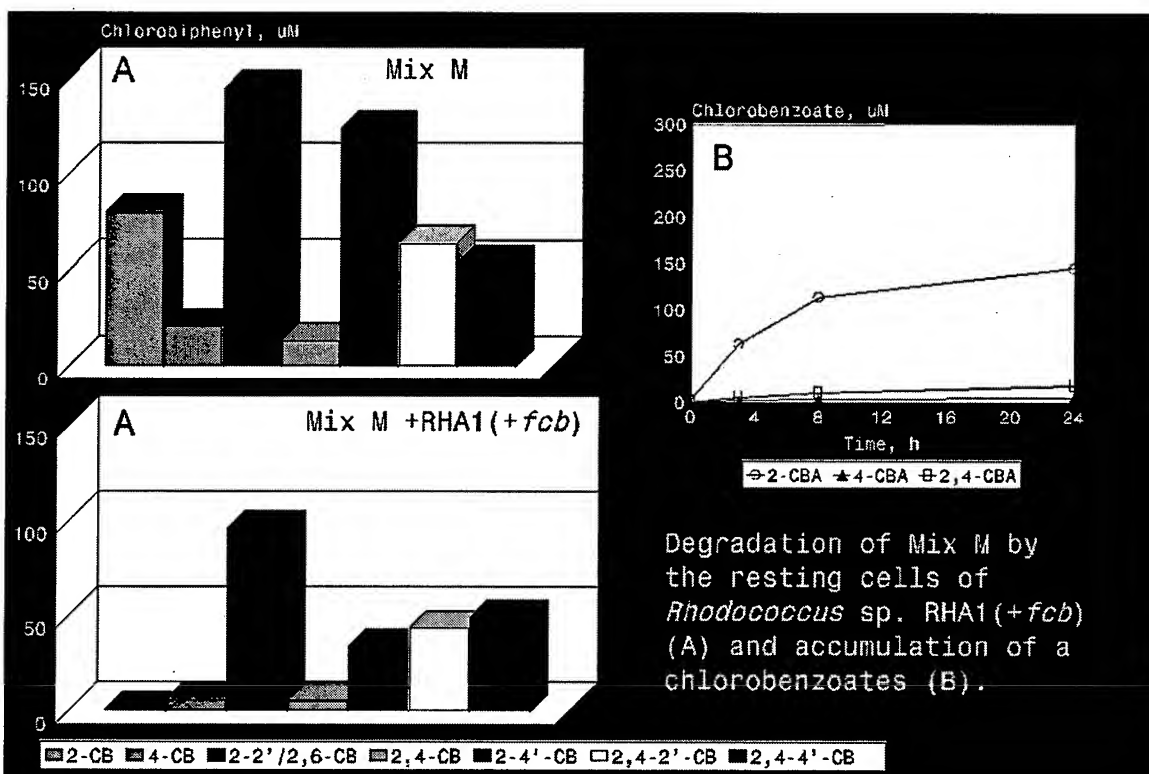 Chlorobiphenyl, uM
A
Mix M
150
100
50
0
A
Mix M +RHA1(+fcb)
150
100
50
0
2-CB 4-CB 2-2'/2,6-CB 2,4-CB 2-4'-CB 2,4-2'-CB 2,4-4'-CB
Chlorobenzoate, uM
B
300
250
200
150
100
50
0
0 4 8 12 16 20 24
Time, h
2-CBA 4-CBA 2,4-CBA
Degradation of Mix M by
the resting cells of
Rhodococcus sp. RHA1(+fcb)
(A) and accumulation of a
chlorobenzoates (B).